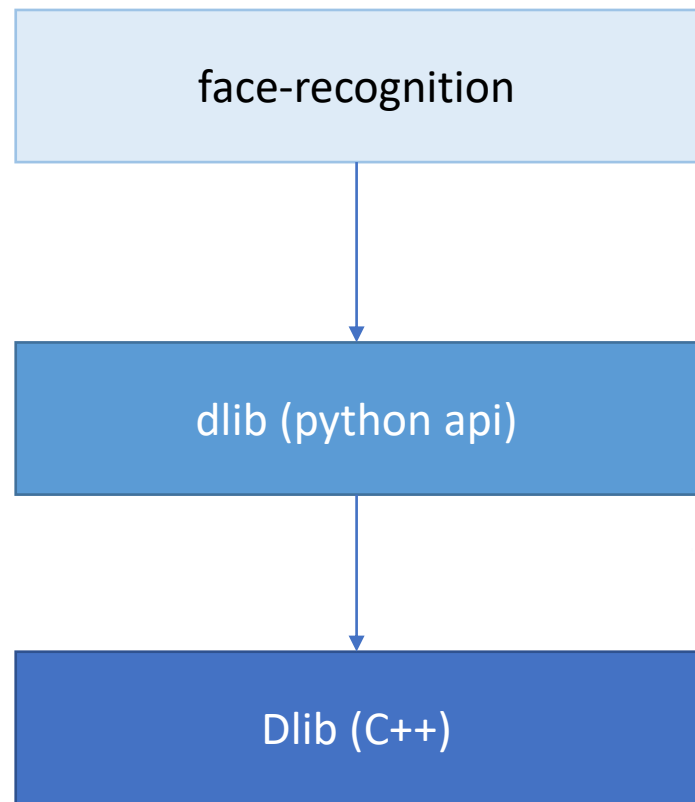 face-recognition
dlib (python api)
Dlib (C++)